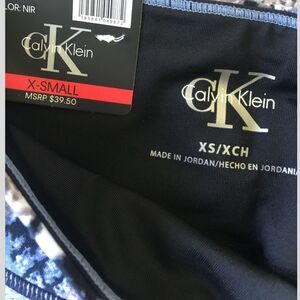 LOR: NIR
CK
Calvin Klein
X-SMALL
MSRP $39.50
CK
Calvin Klein
XS/XCH
MADE IN JORDAN/HECHO EN JORDANIA